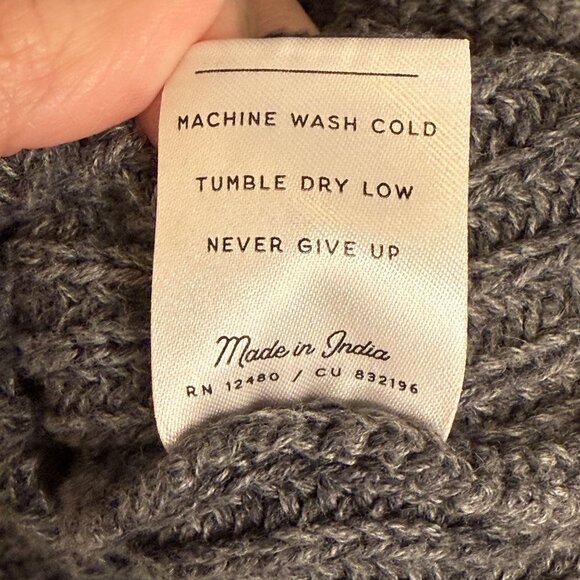 MACHINE WASH COLD
TUMBLE DRY LOW
NEVER GIVE UP
Made in India
RN 12480 / CU 832196